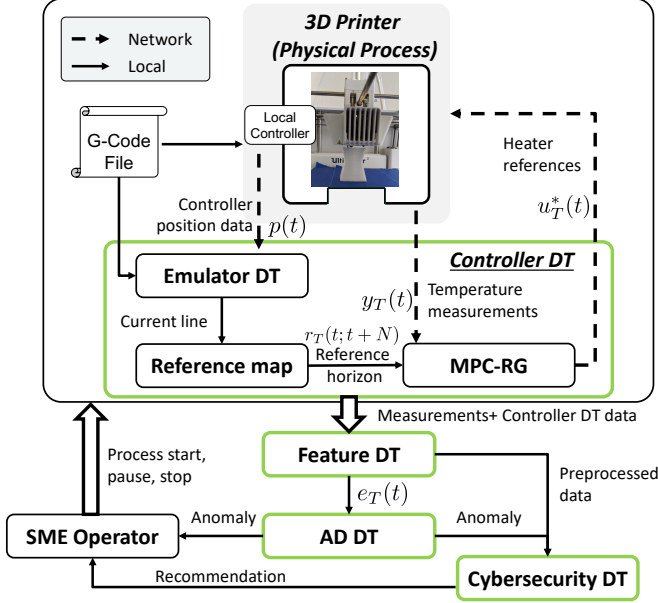 Network
Local
3D Printer
(Physical Process)
Local
Controller
G-Code
File
Heater
references
u*_T(t)
Controller
position data
p(t)
Controller DT
Emulator DT
y_T(t)
Temperature
measurements
Current line
r_T(t; t + N)
Reference map
Reference
horizon
MPC-RG
Measurements+ Controller DT data
Process start,
pause, stop
Feature DT
Preprocessed
data
e_T(t)
Anomaly
Anomaly
SME Operator
AD DT
Recommendation
Cybersecurity DT